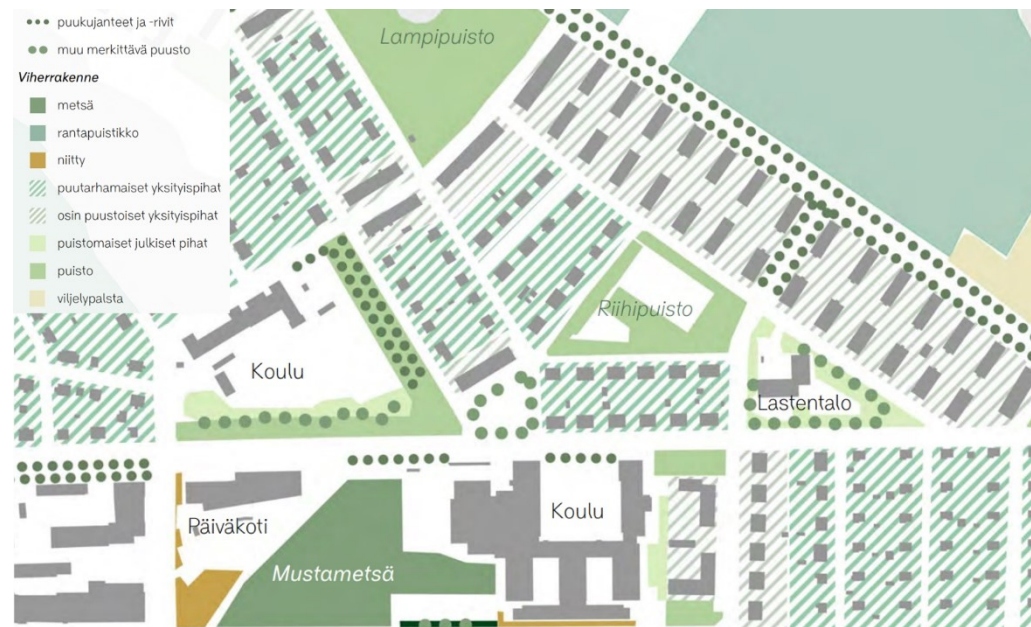 puukujanteet ja -rivit
muu merkittävä puusto
Viherrakenne
metsä
rantapuistikko
niitty
puutarhamaiset yksityispihat
osin puustoiset yksityispihat
puistomaiset julkiset pihat
puisto
viljelypalsta
Lampipuisto
Riihipuisto
Koulu
Lastentalo
Päiväkoti
Koulu
Mustametsä